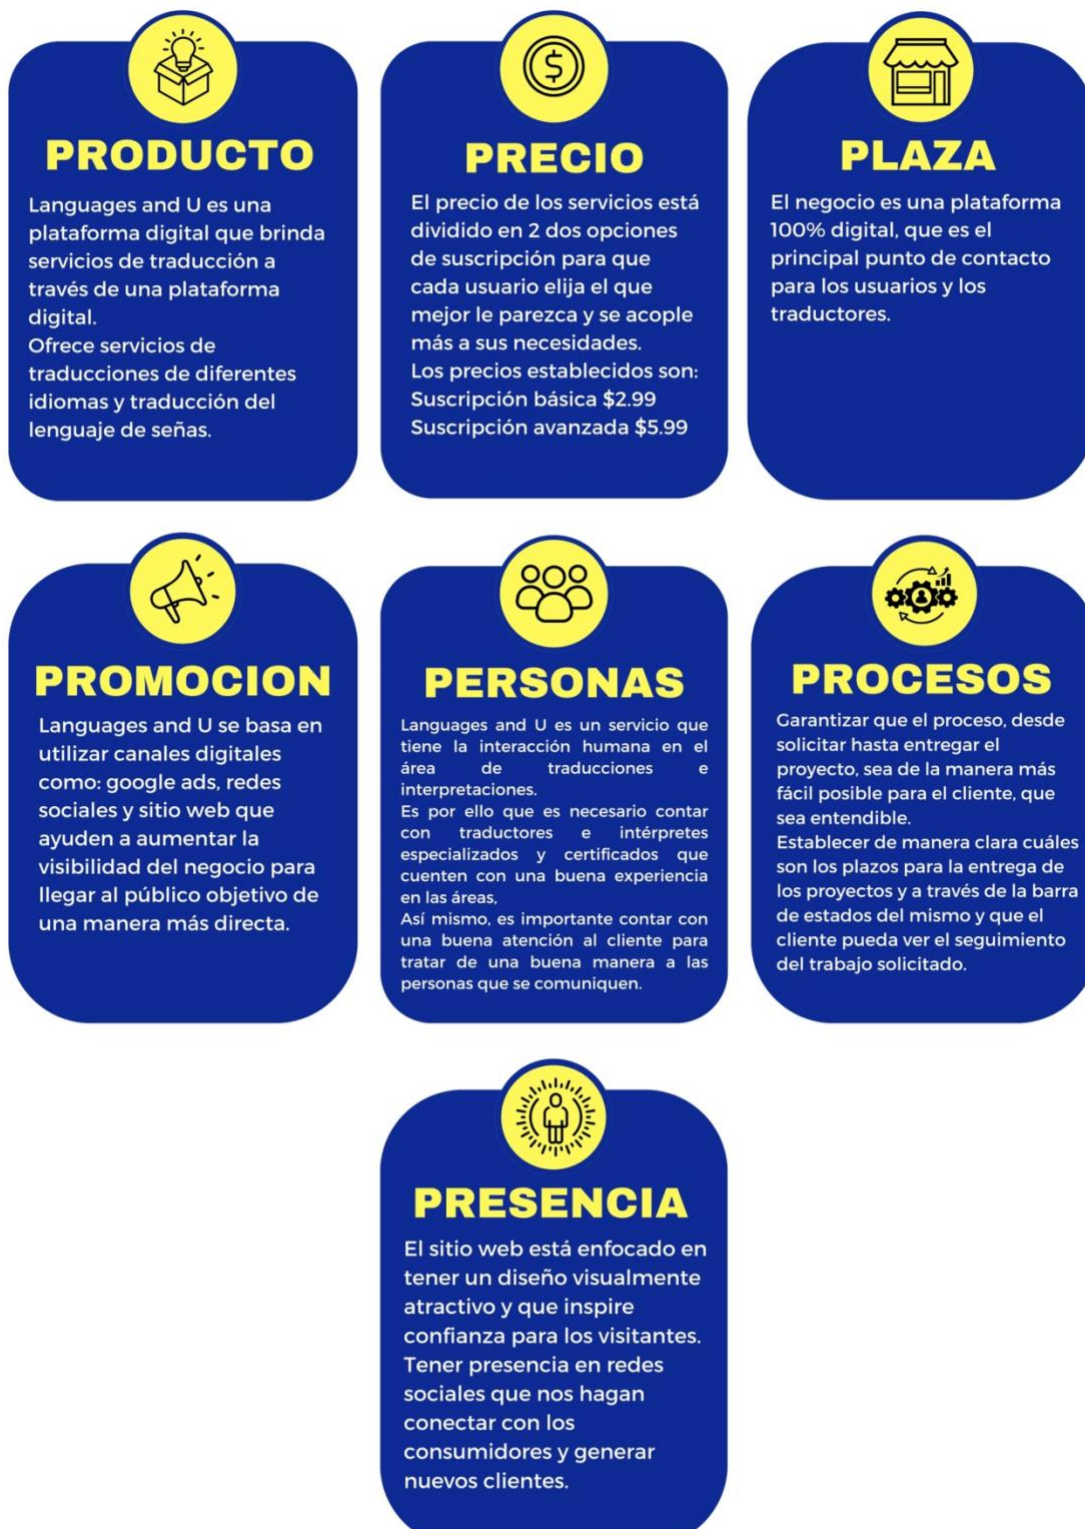 PRODUCTO
Languages and U es una
plataforma digital que brinda
servicios de traducción a
través de una plataforma
digital.
Ofrece servicios de
traducciones de diferentes
idiomas y traducción del
lenguaje de señas.
PRECIO
El precio de los servicios está
dividido en 2 dos opciones
de suscripción para que
cada usuario elija el que
mejor le parezca y se acople
más a sus necesidades.
Los precios establecidos son:
Suscripción básica $2.99
Suscripción avanzada $5.99
PLAZA
El negocio es una plataforma
100% digital, que es el
principal punto de contacto
para los usuarios y los
traductores.
PROMOCION
Languages and U se basa en
utilizar canales digitales
como: google ads, redes
sociales y sitio web que
ayuden a aumentar la
visibilidad del negocio para
llegar al público objetivo de
una manera más directa.
PERSONAS
Languages and U es un servicio que
tiene la interacción humana en el
área de traducciones e
interpretaciones.
Es por ello que es necesario contar
con traductores e intérpretes
especializados y certificados que
cuenten con una buena experiencia
en las áreas,
Así mismo, es importante contar con
una buena atención al cliente para
tratar de una buena manera a las
personas que se comuniquen.
PROCESOS
Garantizar que el proceso, desde
solicitar hasta entregar el
proyecto, sea de la manera más
fácil posible para el cliente, que
sea entendible.
Establecer de manera clara cuáles
son los plazos para la entrega de
los proyectos y a través de la barra
de estados del mismo y que el
cliente pueda ver el seguimiento
del trabajo solicitado.
PRESENCIA
El sitio web está enfocado en
tener un diseño visualmente
atractivo y que inspire
confianza para los visitantes.
Tener presencia en redes
sociales que nos hagan
conectar con los
consumidores y generar
nuevos clientes.